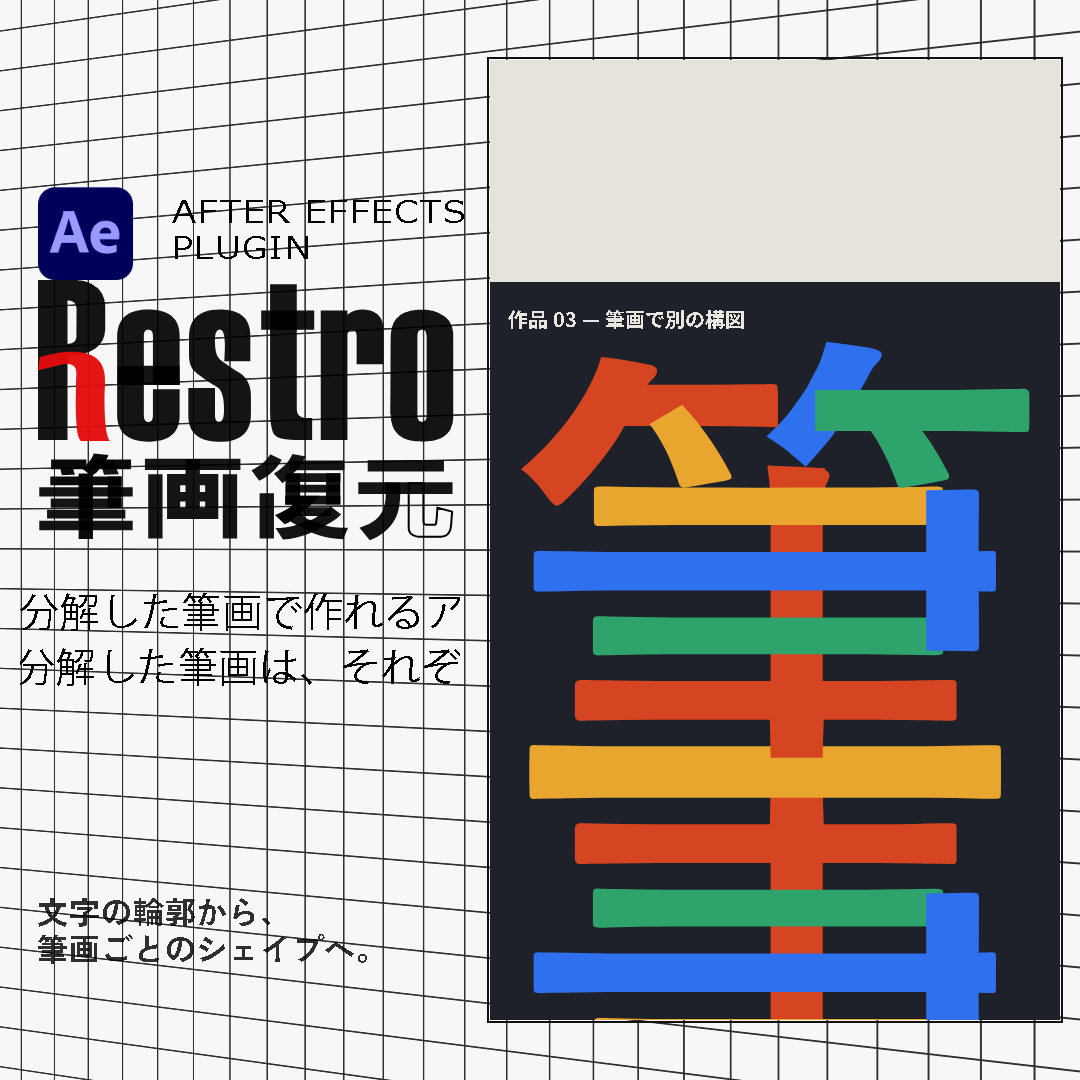 Ae
AFTER EFFECTS
PLUGIN
Restro
筆画復元
分解した筆画で作れるア
分解した筆画は、それぞ
文字の輪郭から、
筆画ごとのシェイプへ。
作品 03 — 筆画で別の構図